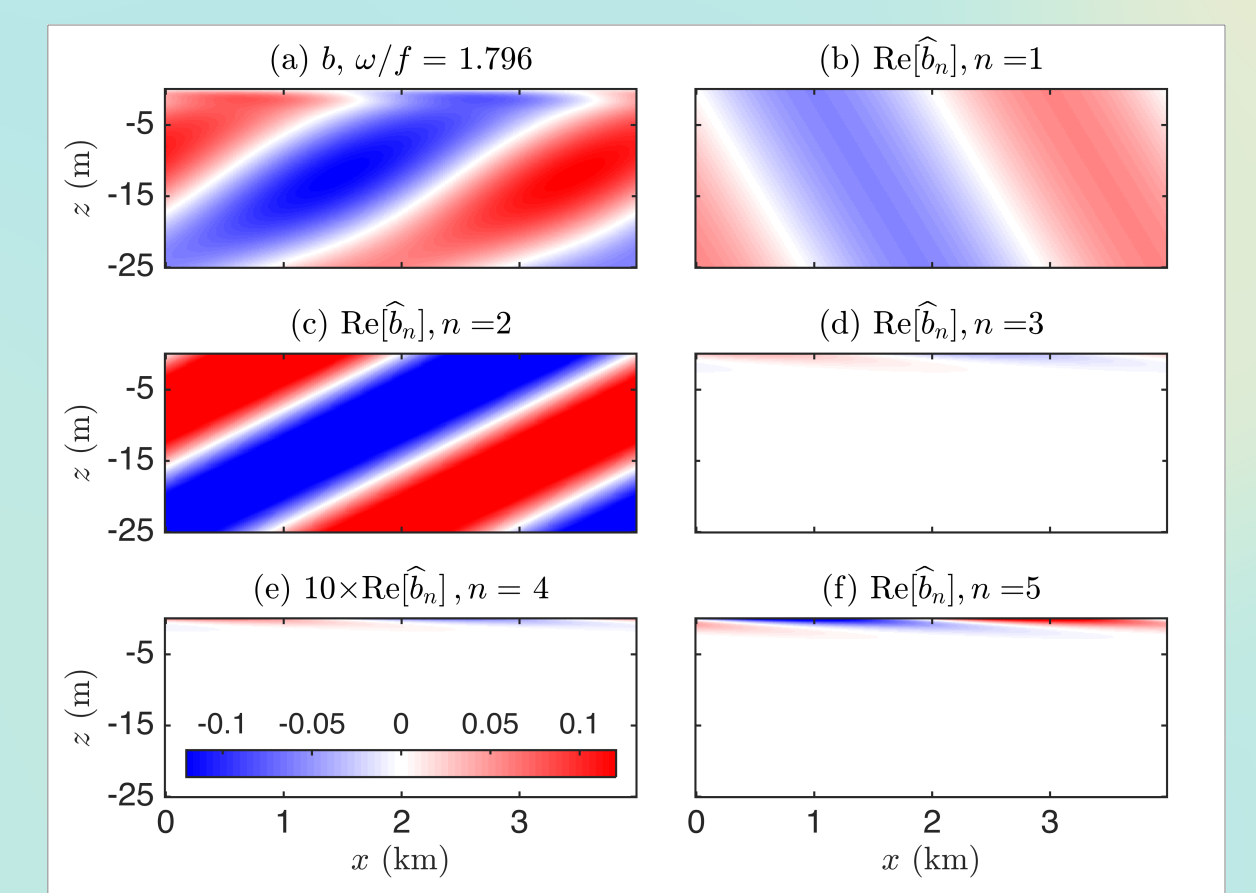 (a) b, ω/f = 1.796
(b) Re[b̂ₙ], n =1
-5
-15
-25
z (m)
(c) Re[b̂ₙ], n =2
(d) Re[b̂ₙ], n =3
-5
-15
-25
z (m)
(e) 10×Re[b̂ₙ] , n = 4
(f) Re[b̂ₙ], n =5
-5
-15
-25
z (m)
-0.1 -0.05 0 0.05 0.1
0 1 2 3
x (km)
0 1 2 3
x (km)